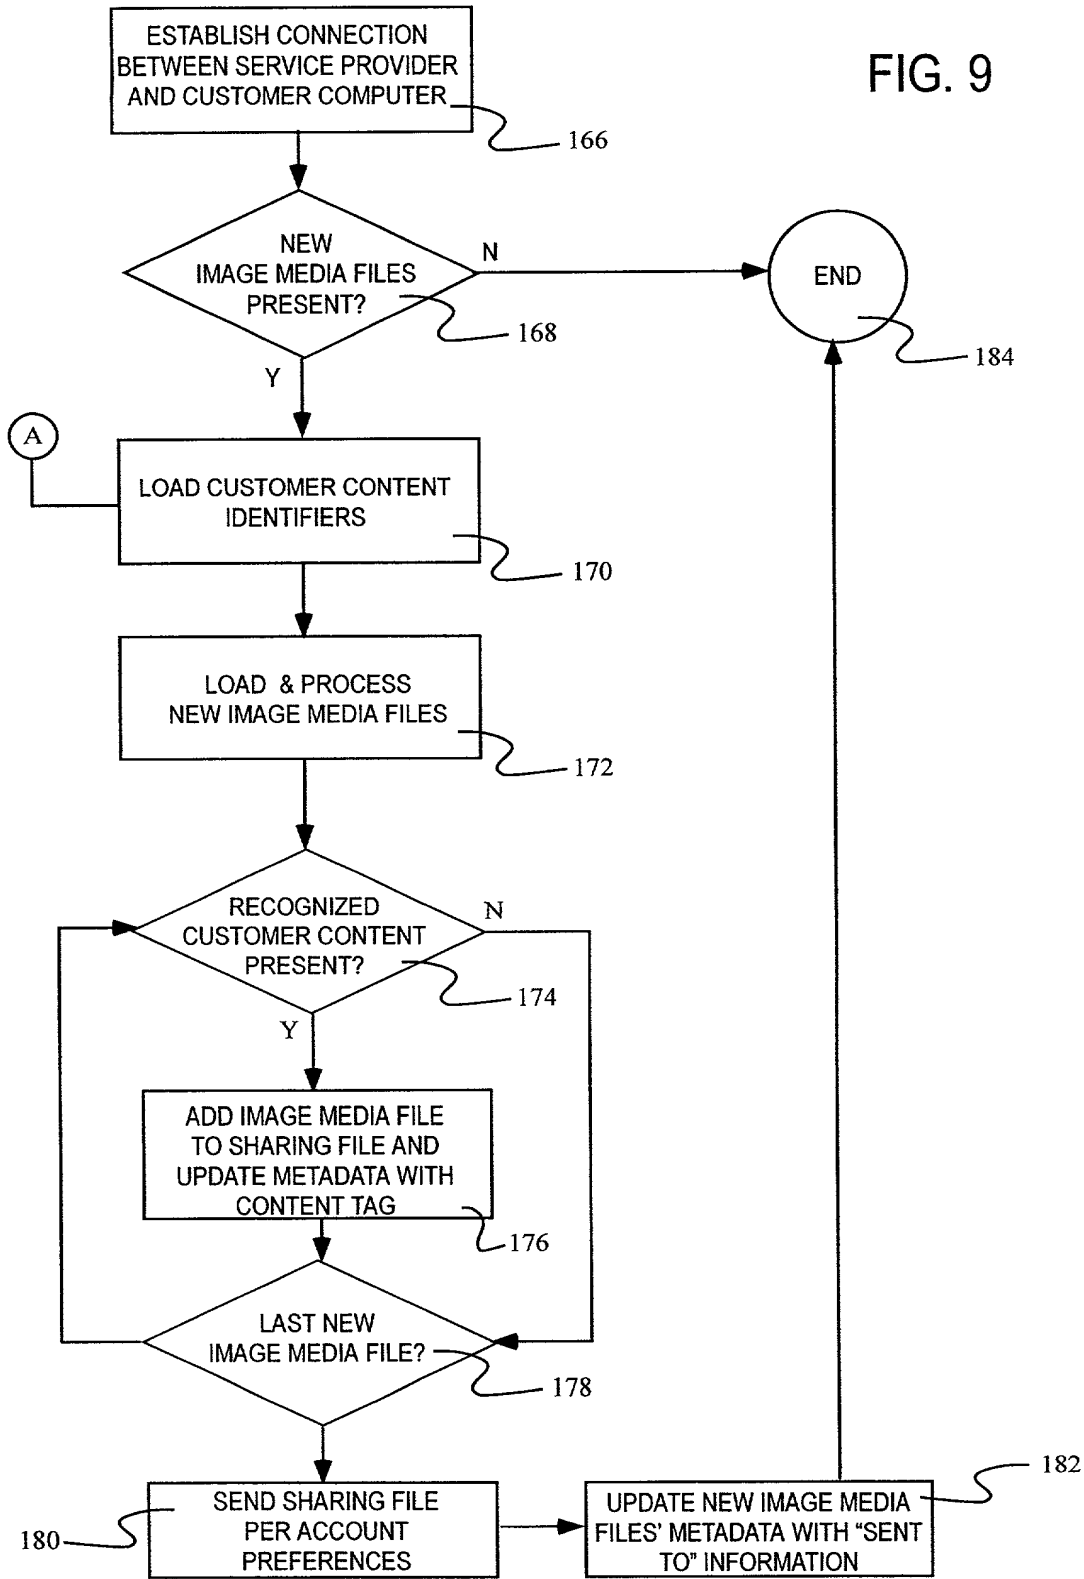 FIG. 9
ESTABLISH CONNECTION
BETWEEN SERVICE PROVIDER
AND CUSTOMER COMPUTER
166
NEW
IMAGE MEDIA FILES
PRESENT?
168
N
Y
END
184
A
LOAD CUSTOMER CONTENT
IDENTIFIERS
170
LOAD & PROCESS
NEW IMAGE MEDIA FILES
172
RECOGNIZED
CUSTOMER CONTENT
PRESENT?
174
N
Y
ADD IMAGE MEDIA FILE
TO SHARING FILE AND
UPDATE METADATA WITH
CONTENT TAG
176
LAST NEW
IMAGE MEDIA FILE?
178
SEND SHARING FILE
PER ACCOUNT
PREFERENCES
180
UPDATE NEW IMAGE MEDIA
FILES' METADATA WITH “SENT
TO” INFORMATION
182